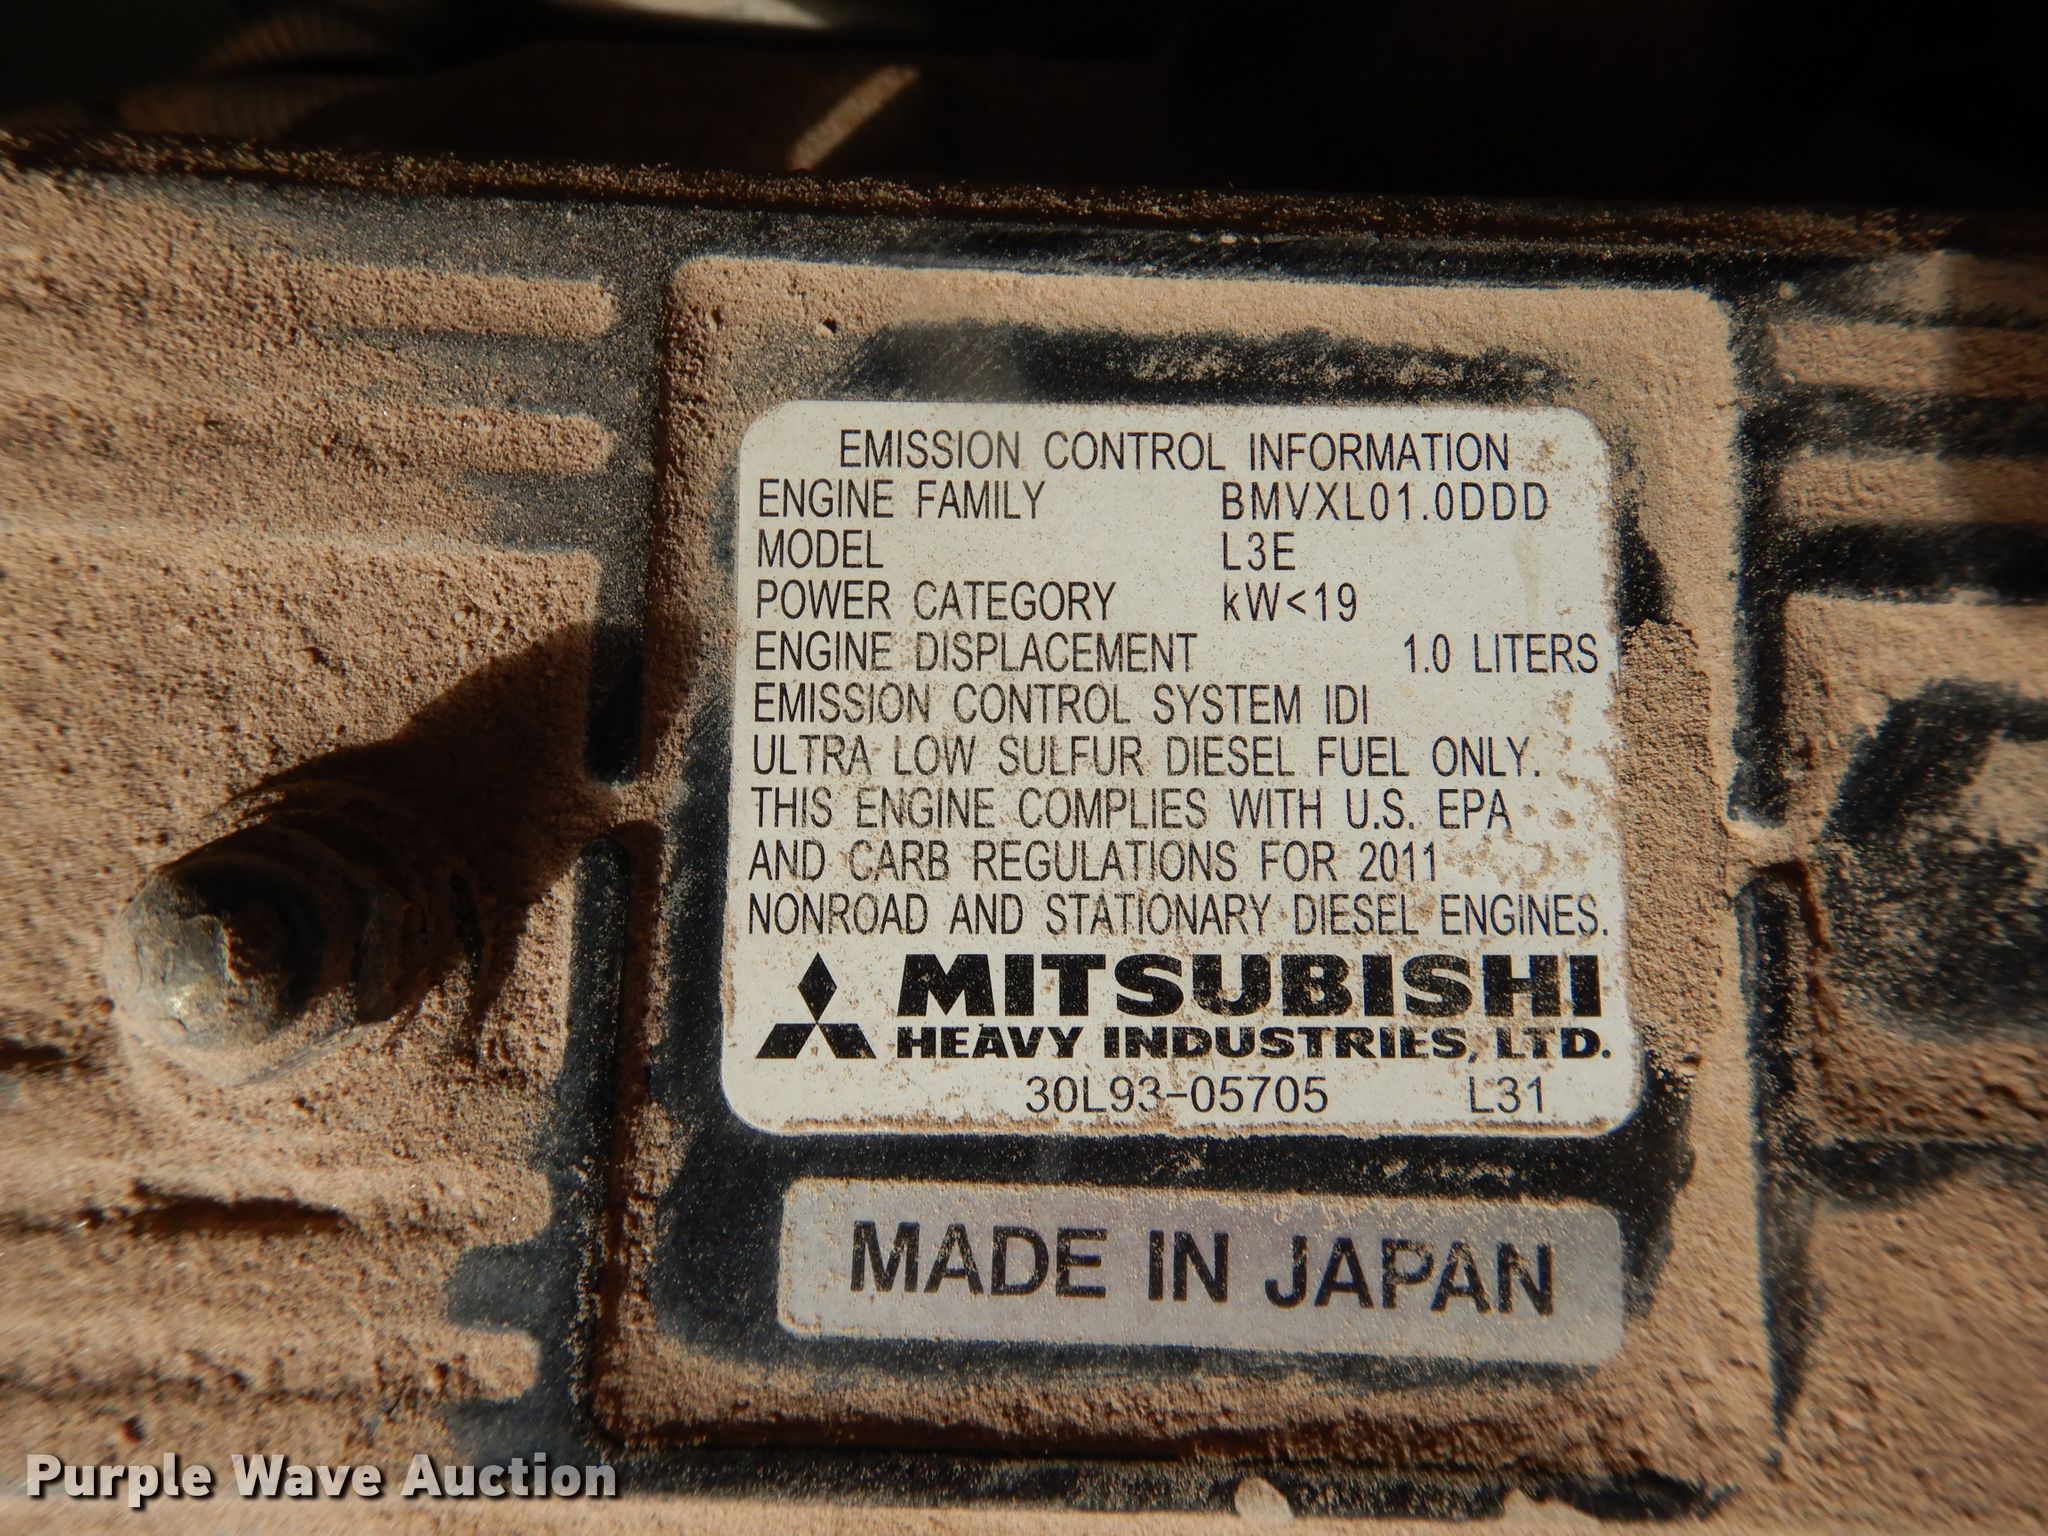 EMISSION CONTROL INFORMATION
ENGINE FAMILY BMVXL01.0DDD
MODEL L3E
POWER CATEGORY kW<19
ENGINE DISPLACEMENT 1.0 LITERS
EMISSION CONTROL SYSTEM IDI
ULTRA LOW SULFUR DIESEL FUEL ONLY.
THIS ENGINE COMPLIES WITH U.S. EPA
AND CARB REGULATIONS FOR 2011
NONROAD AND STATIONARY DIESEL ENGINES.
MITSUBISHI
HEAVY INDUSTRIES, LTD.
30L93-05705 L31
MADE IN JAPAN
Purple Wave Auction